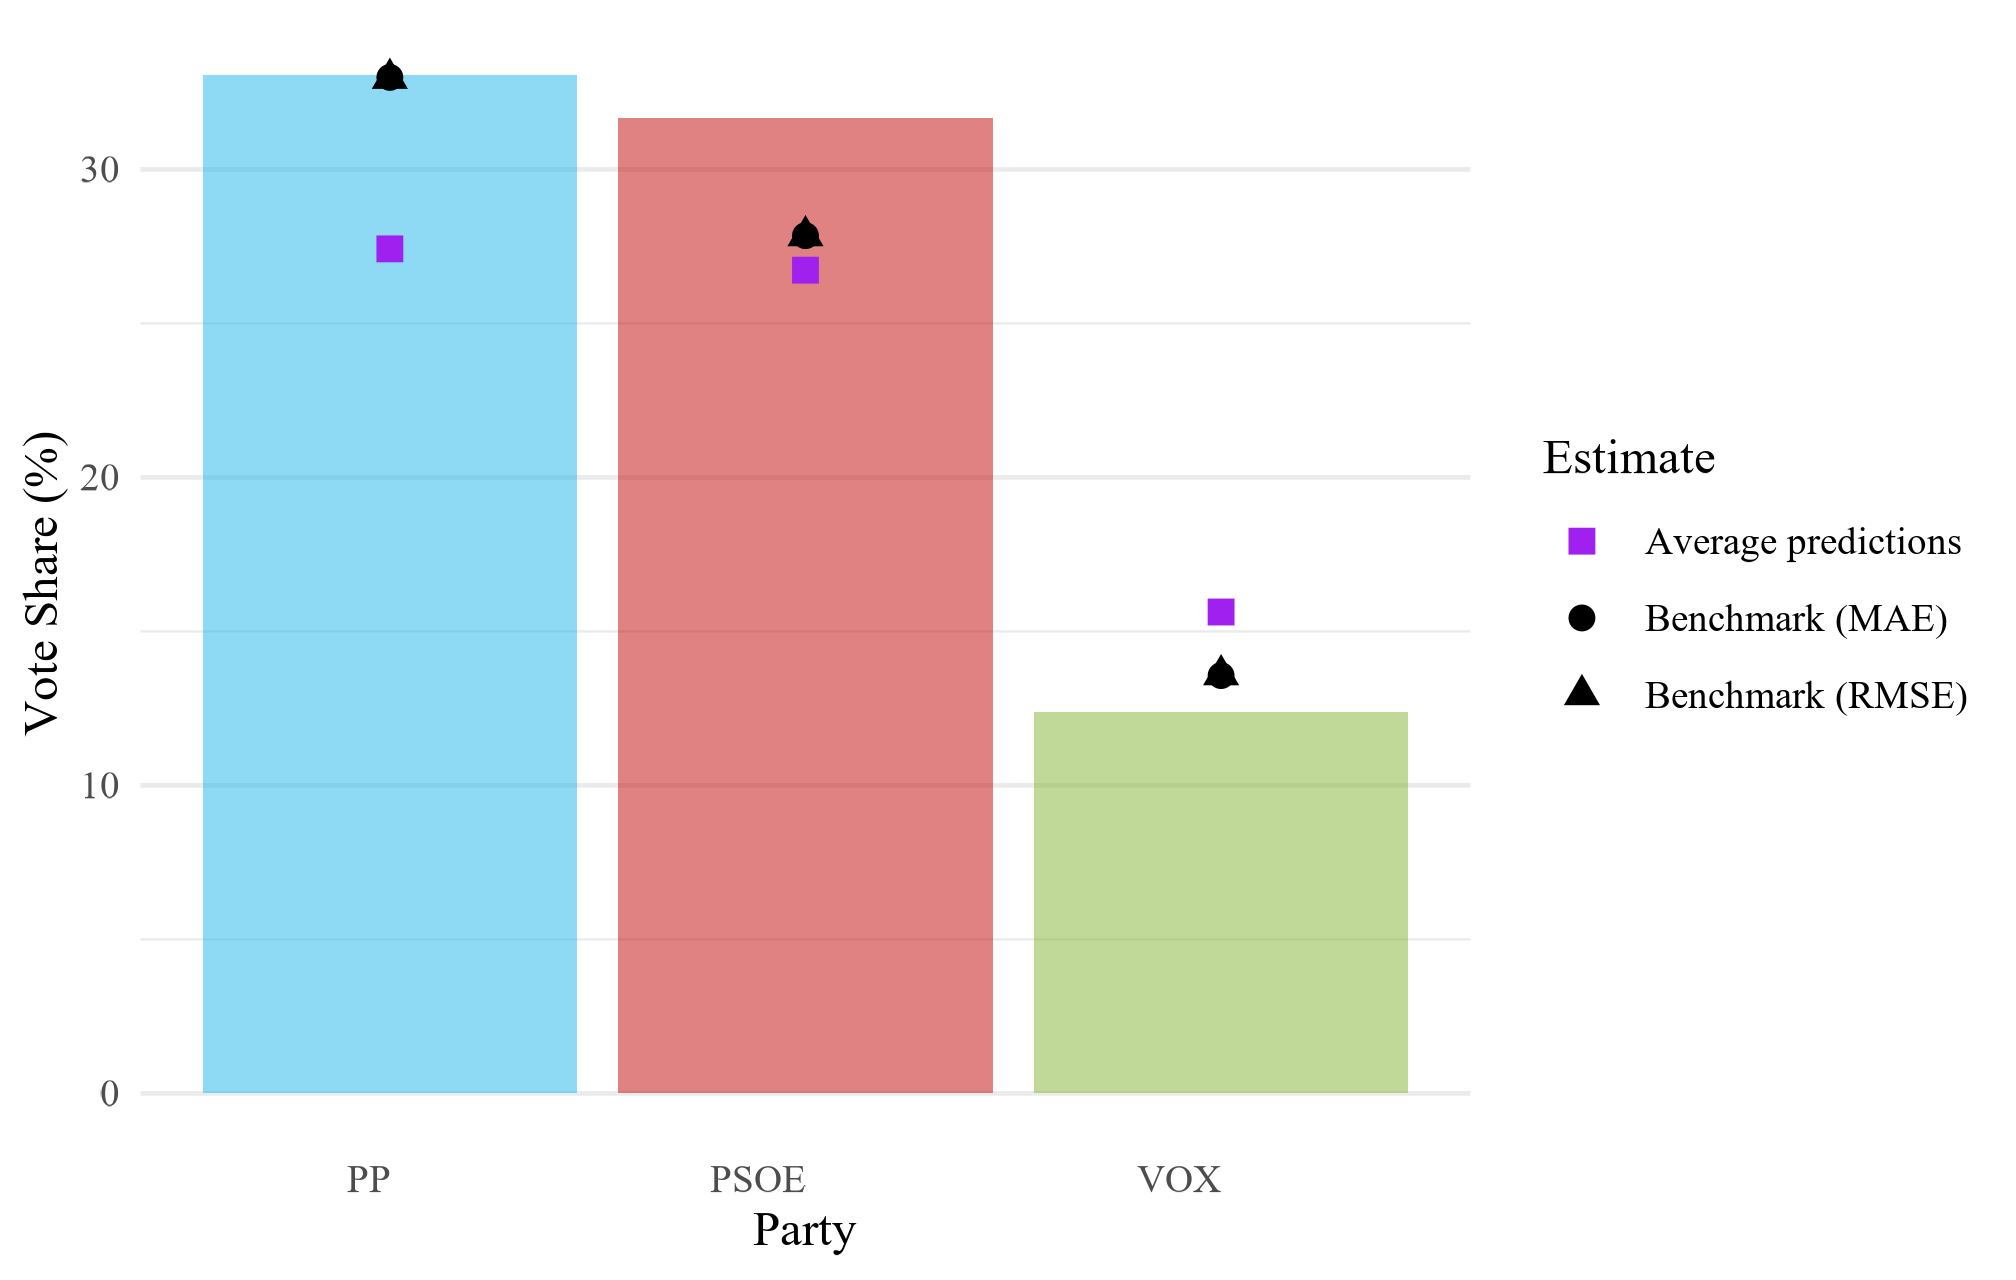 Vote Share (%)
30
20
10
0
PP
PSOE
VOX
Party
Estimate
Average predictions
Benchmark (MAE)
Benchmark (RMSE)